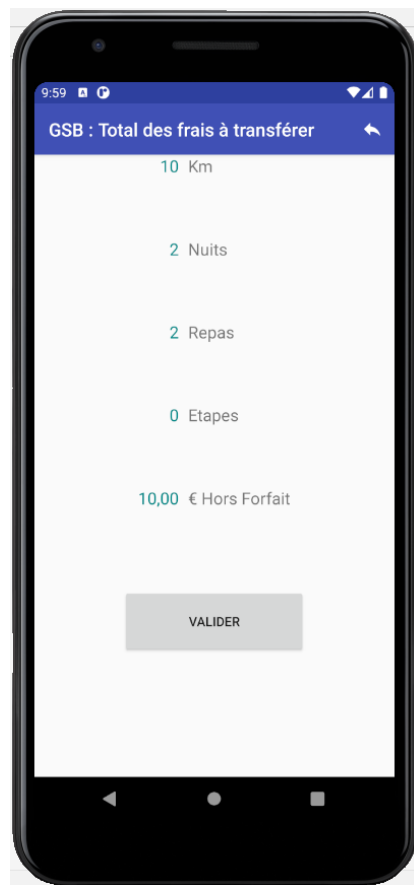 9:59
GSB : Total des frais à transférer
10 Km
2 Nuits
2 Repas
0 Etapes
10,00 € Hors Forfait
VALIDER